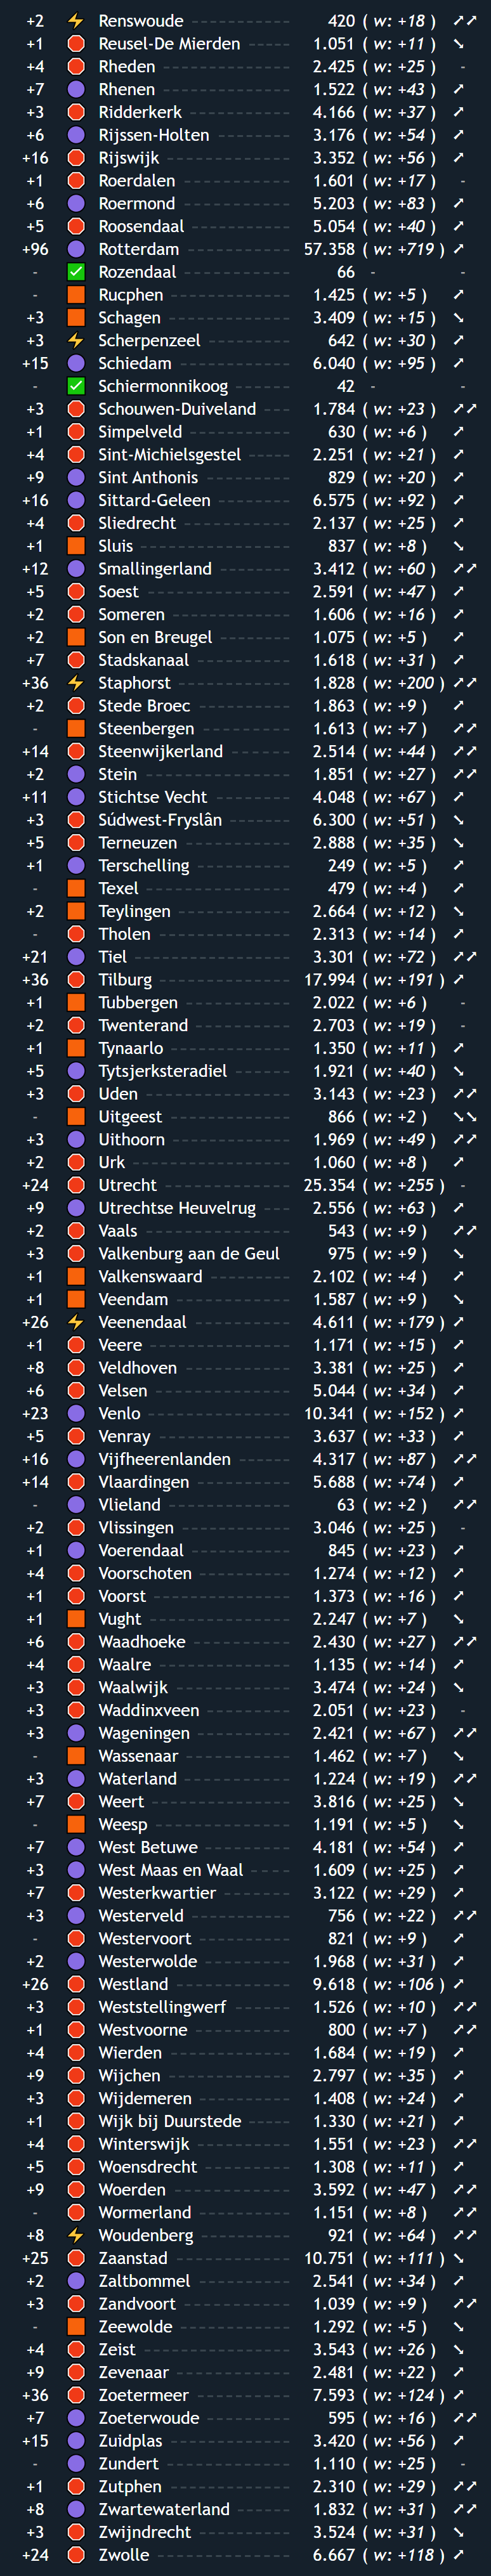 +2 ⚡ Renswoude ------------ 420 ( w: +18 ) ↗↗
+1 🛑 Reusel-De Mierden ------ 1.051 ( w: +11 ) ↘
+4 🛑 Rheden ------------ 2.425 ( w: +25 ) -
+7 🟣 Rhenen ------------ 1.522 ( w: +43 ) ↗
+3 🛑 Ridderkerk ------------ 4.166 ( w: +37 ) ↗
+6 🟣 Rijssen-Holten --------- 3.176 ( w: +54 ) ↗
+16 🛑 Rijswijk ------------ 3.352 ( w: +56 ) ↗
+1 🛑 Roerdalen ------------ 1.601 ( w: +17 ) -
+6 🟣 Roermond ------------ 5.203 ( w: +83 ) ↗
+5 🛑 Roosendaal ----------- 5.054 ( w: +40 ) ↗
+96 🟣 Rotterdam ------------ 57.358 ( w: +719 ) ↗
- ✅ Rozendaal ------------ 66 - -
- 🟧 Rucphen ------------ 1.425 ( w: +5 ) ↗
+3 🟧 Schagen ------------ 3.409 ( w: +15 ) ↘
+3 ⚡ Scherpenzeel ---------- 642 ( w: +30 ) ↗
+15 🟣 Schiedam ------------ 6.040 ( w: +95 ) ↗
- ✅ Schiermonnikoog ------- 42 - -
+3 🛑 Schouwen-Duiveland ---- 1.784 ( w: +23 ) ↗↗
+1 🛑 Simpelveld ----------- 630 ( w: +6 ) ↗
+4 🛑 Sint-Michielsgestel ------ 2.251 ( w: +21 ) ↗
+9 🟣 Sint Anthonis ---------- 829 ( w: +20 ) ↗
+16 🟣 Sittard-Geleen --------- 6.575 ( w: +92 ) ↗
+4 🛑 Sliedrecht ------------ 2.137 ( w: +25 ) ↗
+1 🟧 Sluis ------------ 837 ( w: +8 ) ↘
+12 🟣 Smallingerland --------- 3.412 ( w: +60 ) ↗↗
+5 🛑 Soest ------------ 2.591 ( w: +47 ) ↗
+2 🛑 Someren ------------ 1.606 ( w: +16 ) ↗
+2 🟧 Son en Breugel --------- 1.075 ( w: +5 ) ↗
+7 🛑 Stadskanaal ----------- 1.618 ( w: +31 ) ↗
+36 ⚡ Staphorst ------------ 1.828 ( w: +200 ) ↗↗
+2 🛑 Stede Broec ----------- 1.863 ( w: +9 ) ↗
- 🟧 Steenbergen ---------- 1.613 ( w: +7 ) ↗↗
+14 🛑 Steenwijkerland ------- 2.514 ( w: +44 ) ↗↗
+2 🟣 Stein ------------ 1.851 ( w: +27 ) ↗↗
+11 🟣 Stichtse Vecht --------- 4.048 ( w: +67 ) ↗
+3 🛑 Súdwest-Fryslân -------- 6.300 ( w: +51 ) ↘
+5 🛑 Terneuzen ------------ 2.888 ( w: +35 ) ↘
+1 🟣 Terschelling ----------- 249 ( w: +5 ) ↗
- 🟧 Texel ------------ 479 ( w: +4 ) ↗
+2 🟧 Teylingen ------------ 2.664 ( w: +12 ) ↘
- 🛑 Tholen ------------ 2.313 ( w: +14 ) ↗
+21 🟣 Tiel ------------ 3.301 ( w: +72 ) ↗↗
+36 🛑 Tilburg ------------ 17.994 ( w: +191 ) ↗
+1 🟧 Tubbergen ------------ 2.022 ( w: +6 ) -
+2 🛑 Twenterand ----------- 2.703 ( w: +19 ) -
+1 🟧 Tynaarlo ------------ 1.350 ( w: +11 ) ↗
+5 🟣 Tytsjerksteradiel ------- 1.921 ( w: +40 ) ↘
+3 🛑 Uden ------------ 3.143 ( w: +23 ) ↗↗
- 🟧 Uitgeest ------------ 866 ( w: +2 ) ↘↘
+3 🟣 Uithoorn ------------ 1.969 ( w: +49 ) ↗↗
+2 🛑 Urk ------------ 1.060 ( w: +8 ) ↗
+24 🛑 Utrecht ------------ 25.354 ( w: +255 ) -
+9 🟣 Utrechtse Heuvelrug ---- 2.556 ( w: +63 ) ↗
+2 🛑 Vaals ------------ 543 ( w: +9 ) ↗↗
+3 🛑 Valkenburg aan de Geul 975 ( w: +9 ) ↘
+1 🟧 Valkenswaard ---------- 2.102 ( w: +4 ) ↗
+1 🟧 Veendam ------------ 1.587 ( w: +9 ) ↘
+26 ⚡ Veenendaal ----------- 4.611 ( w: +179 ) ↗
+1 🛑 Veere ------------ 1.171 ( w: +15 ) ↗
+8 🛑 Veldhoven ------------ 3.381 ( w: +25 ) ↗
+6 🛑 Velsen ------------ 5.044 ( w: +34 ) ↗
+23 🟣 Venlo ------------ 10.341 ( w: +152 ) ↗
+5 🛑 Venray ------------ 3.637 ( w: +33 ) ↗
+16 🟣 Vijfheerenlanden ------- 4.317 ( w: +87 ) ↗↗
+14 🛑 Vlaardingen ----------- 5.688 ( w: +74 ) ↗
- 🟣 Vlieland ------------ 63 ( w: +2 ) ↗↗
+2 🛑 Vlissingen ------------ 3.046 ( w: +25 ) -
+1 🟣 Voerendaal ----------- 845 ( w: +23 ) ↗
+4 🛑 Voorschoten ---------- 1.274 ( w: +12 ) ↗
+1 🛑 Voorst ------------ 1.373 ( w: +16 ) ↗
+1 🟧 Vught ------------ 2.247 ( w: +7 ) ↘
+6 🛑 Waadhoeke ----------- 2.430 ( w: +27 ) ↗↗
+4 🛑 Waalre ------------ 1.135 ( w: +14 ) ↗
+3 🛑 Waalwijk ------------ 3.474 ( w: +24 ) ↘
+3 🛑 Waddinxveen ---------- 2.051 ( w: +23 ) -
+3 🟣 Wageningen ----------- 2.421 ( w: +67 ) ↗↗
- 🟧 Wassenaar ------------ 1.462 ( w: +7 ) ↘
+3 🟣 Waterland ------------ 1.224 ( w: +19 ) ↗↗
+7 🛑 Weert ------------ 3.816 ( w: +25 ) ↘
- 🟧 Weesp ------------ 1.191 ( w: +5 ) ↘
+7 🟣 West Betuwe ---------- 4.181 ( w: +54 ) ↗
+3 🟣 West Maas en Waal ----- 1.609 ( w: +25 ) ↗
+7 🛑 Westerkwartier --------- 3.122 ( w: +29 ) ↗
+3 🟣 Westerveld ----------- 756 ( w: +22 ) ↗↗
- 🛑 Westervoort ----------- 821 ( w: +9 ) ↗
+2 🟣 Westerwolde ---------- 1.968 ( w: +31 ) ↗
+26 🛑 Westland ------------ 9.618 ( w: +106 ) ↗
+3 🛑 Weststellingwerf ------- 1.526 ( w: +10 ) ↗↗
+1 🛑 Westvoorne ----------- 800 ( w: +7 ) ↗↗
+4 🛑 Wierden ------------ 1.684 ( w: +19 ) ↗
+9 🛑 Wijchen ------------ 2.797 ( w: +35 ) ↗
+3 🛑 Wijdemeren ----------- 1.408 ( w: +24 ) ↗
+1 🛑 Wijk bij Duurstede ------ 1.330 ( w: +21 ) ↗
+4 🛑 Winterswijk ----------- 1.551 ( w: +23 ) ↗↗
+5 🛑 Woensdrecht ---------- 1.308 ( w: +11 ) ↗
+9 🛑 Woerden ------------ 3.592 ( w: +47 ) ↗↗
- 🛑 Wormerland ----------- 1.151 ( w: +8 ) ↗↗
+8 ⚡ Woudenberg ---------- 921 ( w: +64 ) ↗↗
+25 🛑 Zaanstad ------------ 10.751 ( w: +111 ) ↘
+2 🟣 Zaltbommel ----------- 2.541 ( w: +34 ) ↗
+3 🛑 Zandvoort ------------ 1.039 ( w: +9 ) ↗↗
- 🟧 Zeewolde ------------ 1.292 ( w: +5 ) ↘
+4 🛑 Zeist ------------ 3.543 ( w: +26 ) ↘
+9 🛑 Zevenaar ------------ 2.481 ( w: +22 ) ↗
+36 🛑 Zoetermeer ----------- 7.593 ( w: +124 ) ↗
+7 🟣 Zoeterwoude ---------- 595 ( w: +16 ) ↗↗
+15 🟣 Zuidplas ------------ 3.420 ( w: +56 ) ↗
- 🟣 Zundert ------------ 1.110 ( w: +25 ) -
+1 🛑 Zutphen ------------ 2.310 ( w: +29 ) ↗↗
+8 🟣 Zwartewaterland ------- 1.832 ( w: +31 ) ↗↗
+3 🛑 Zwijndrecht ----------- 3.524 ( w: +31 ) ↘
+24 🛑 Zwolle ------------ 6.667 ( w: +118 ) ↗